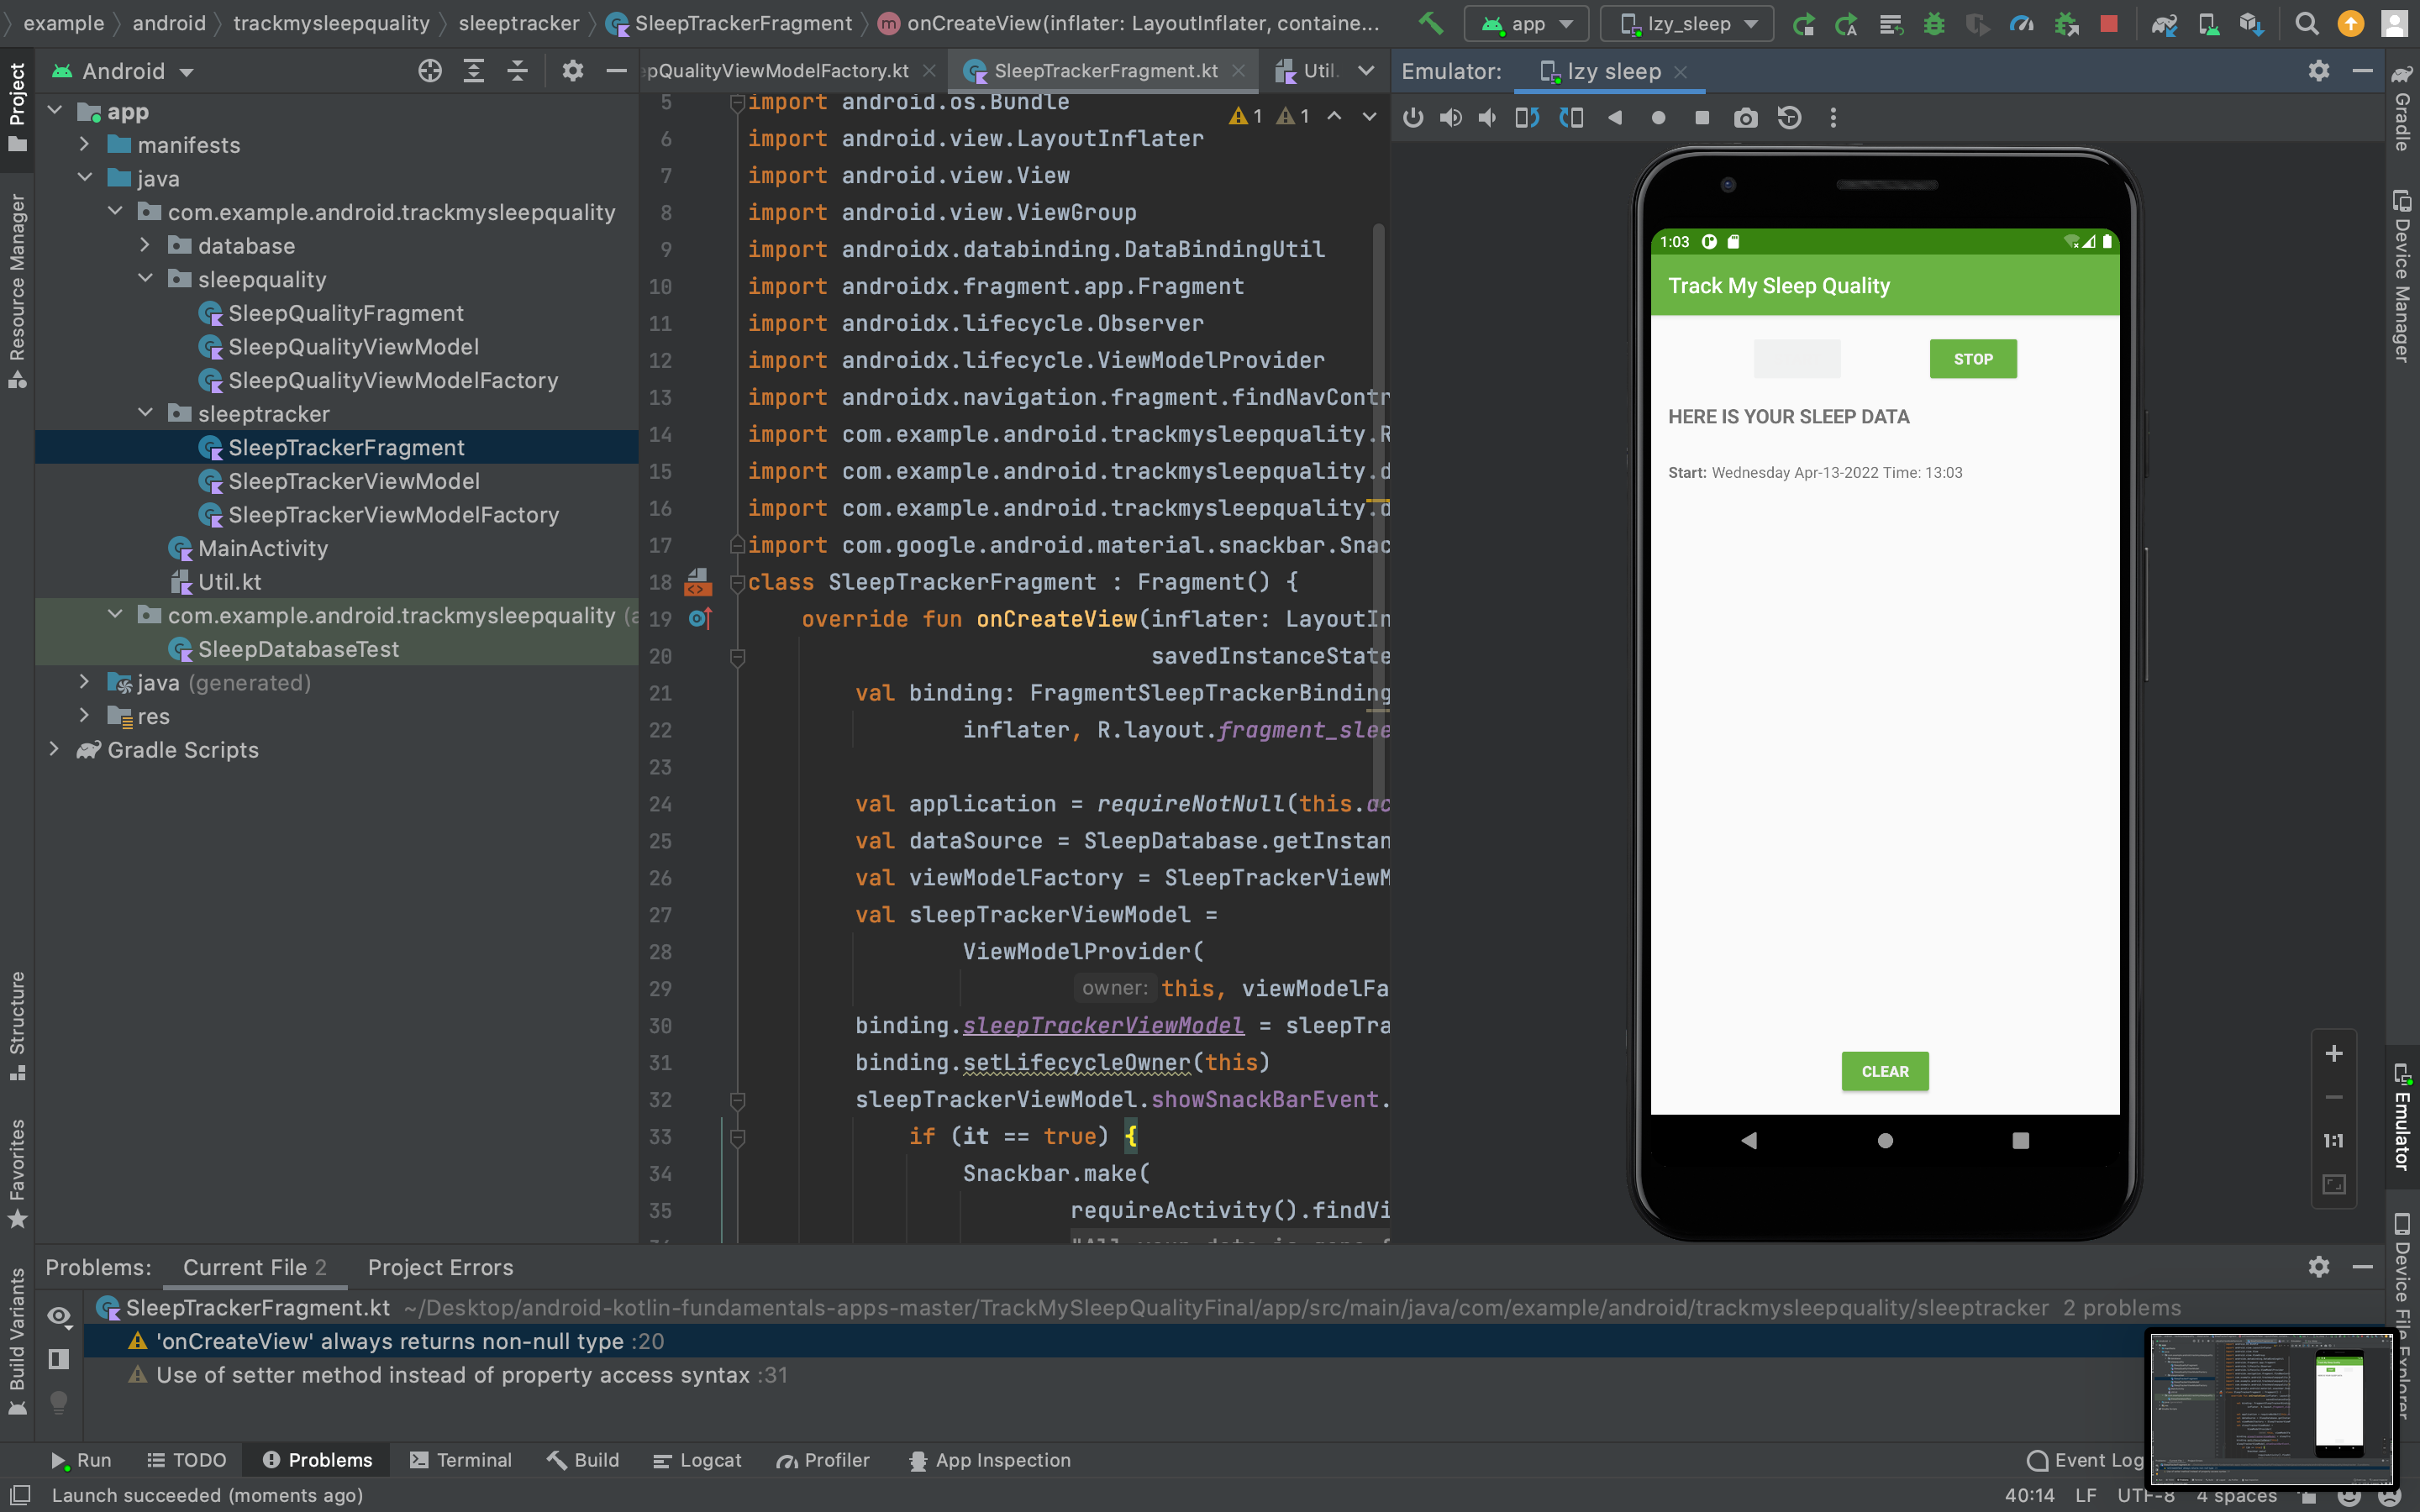 example android trackmysleepquality sleeptracker SleepTrackerFragment onCreateView(inflater: LayoutInflater, containe... app lzy_sleep
Android
pQualityViewModelFactory.kt SleepTrackerFragment.kt Util.
Emulator: lzy sleep
Project
Resource Manager
Structure
Favorites
Build Variants
app
manifests
java
com.example.android.trackmysleepquality
database
sleepquality
SleepQualityFragment
SleepQualityViewModel
SleepQualityViewModelFactory
sleeptracker
SleepTrackerFragment
SleepTrackerViewModel
SleepTrackerViewModelFactory
MainActivity
Util.kt
com.example.android.trackmysleepquality (a
SleepDatabaseTest
java (generated)
res
Gradle Scripts
1 1
5 import android.os.Bundle
6 import android.view.LayoutInflater
7 import android.view.View
8 import android.view.ViewGroup
9 import androidx.databinding.DataBindingUtil
10 import androidx.fragment.app.Fragment
11 import androidx.lifecycle.Observer
12 import androidx.lifecycle.ViewModelProvider
13 import androidx.navigation.fragment.findNavContr
14 import com.example.android.trackmysleepquality.R
15 import com.example.android.trackmysleepquality.d
16 import com.example.android.trackmysleepquality.d
17 import com.google.android.material.snackbar.Snac
18 class SleepTrackerFragment : Fragment() {
19 override fun onCreateView(inflater: LayoutIn
20 savedInstanceState
21 val binding: FragmentSleepTrackerBinding
22 inflater, R.layout.fragment_slee
23
24 val application = requireNotNull(this.ac
25 val dataSource = SleepDatabase.getInstan
26 val viewModelFactory = SleepTrackerViewM
27 val sleepTrackerViewModel =
28 ViewModelProvider(
29 owner: this, viewModelFa
30 binding.sleepTrackerViewModel = sleepTra
31 binding.setLifecycleOwner(this)
32 sleepTrackerViewModel.showSnackBarEvent.
33 if (it == true) {
34 Snackbar.make(
35 requireActivity().findVi
1:03
Track My Sleep Quality
STOP
HERE IS YOUR SLEEP DATA
Start: Wednesday Apr-13-2022 Time: 13:03
CLEAR
1:1
Gradle
Device Manager
Emulator
Device File Explorer
Problems: Current File 2 Project Errors
SleepTrackerFragment.kt ~/Desktop/android-kotlin-fundamentals-apps-master/TrackMySleepQualityFinal/app/src/main/java/com/example/android/trackmysleepquality/sleeptracker 2 problems
'onCreateView' always returns non-null type :20
Use of setter method instead of property access syntax :31
Run TODO Problems Terminal Build Logcat Profiler App Inspection Event Log
Launch succeeded (moments ago) 40:14 LF UTF-8 4 spaces